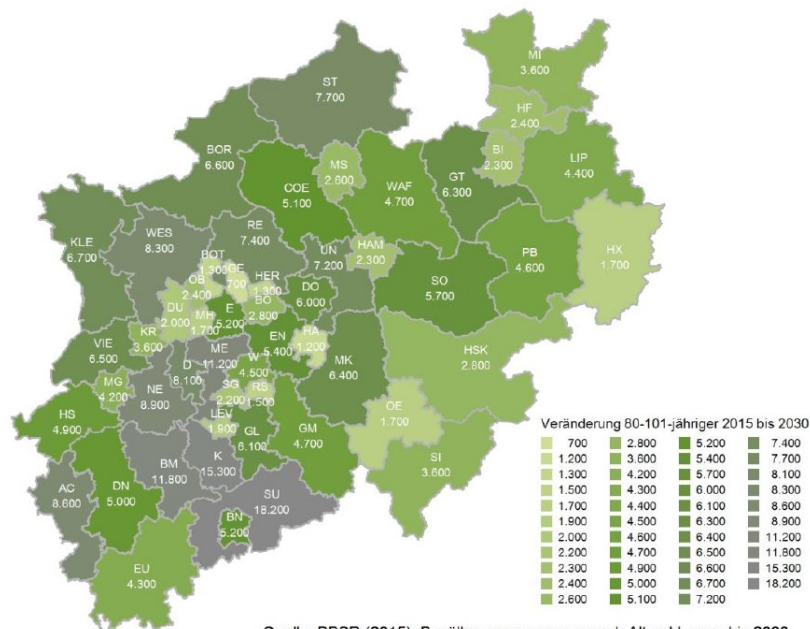 MI
3.600
ST
7.700
HF
2.400
BOR
6.600
MS
2.600
BI
2.300
LIP
4.400
COE
5.100
WAF
4.700
GT
6.300
KLE
6.700
WES
8.300
RE
7.400
UN
7.200
HAM
2.300
PB
4.600
HX
1.700
BOT
1.300
GE
700
HER
1.300
OB
2.400
DO
6.000
SO
5.700
DU
2.000
MH
1.700
E
5.200
BO
2.800
EN
5.400
HA
1.200
KR
3.600
VIE
6.500
D
8.100
ME
11.200
W
4.500
MK
6.400
HSK
2.800
MG
4.200
NE
8.900
SG
2.200
RS
1.500
OE
1.700
HS
4.900
LEV
1.900
GL
6.100
GM
4.700
SI
3.600
DN
5.000
BM
11.800
K
15.300
AC
8.600
SU
18.200
BN
5.200
EU
4.300
Veränderung 80-101-jähriger 2015 bis 2030
700 2.800 5.200 7.400
1.200 3.600 5.400 7.700
1.300 4.200 5.700 8.100
1.500 4.300 6.000 8.300
1.700 4.400 6.100 8.600
1.900 4.500 6.300 8.900
2.000 4.600 6.400 11.200
2.200 4.700 6.500 11.800
2.300 4.900 6.600 15.300
2.400 5.000 6.700 18.200
2.600 5.100 7.200